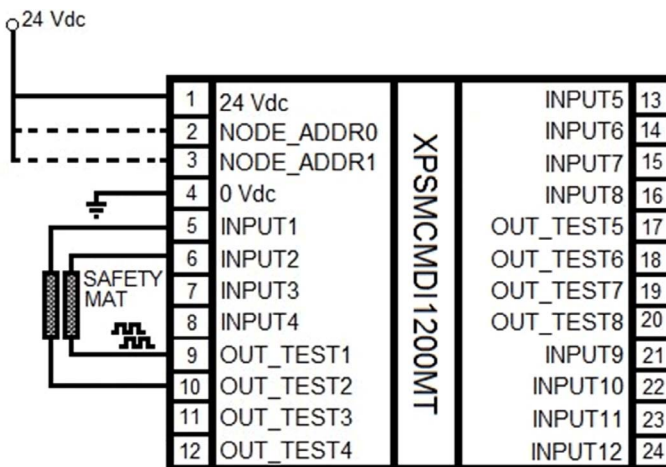 24 Vdc
1 24 Vdc
2 NODE_ADDR0
3 NODE_ADDR1
4 0 Vdc
5 INPUT1
6 INPUT2
7 INPUT3
8 INPUT4
9 OUT_TEST1
10 OUT_TEST2
11 OUT_TEST3
12 OUT_TEST4
SAFETY
MAT
XPSMCMDI1200MT
INPUT5 13
INPUT6 14
INPUT7 15
INPUT8 16
OUT_TEST5 17
OUT_TEST6 18
OUT_TEST7 19
OUT_TEST8 20
INPUT9 21
INPUT10 22
INPUT11 23
INPUT12 24